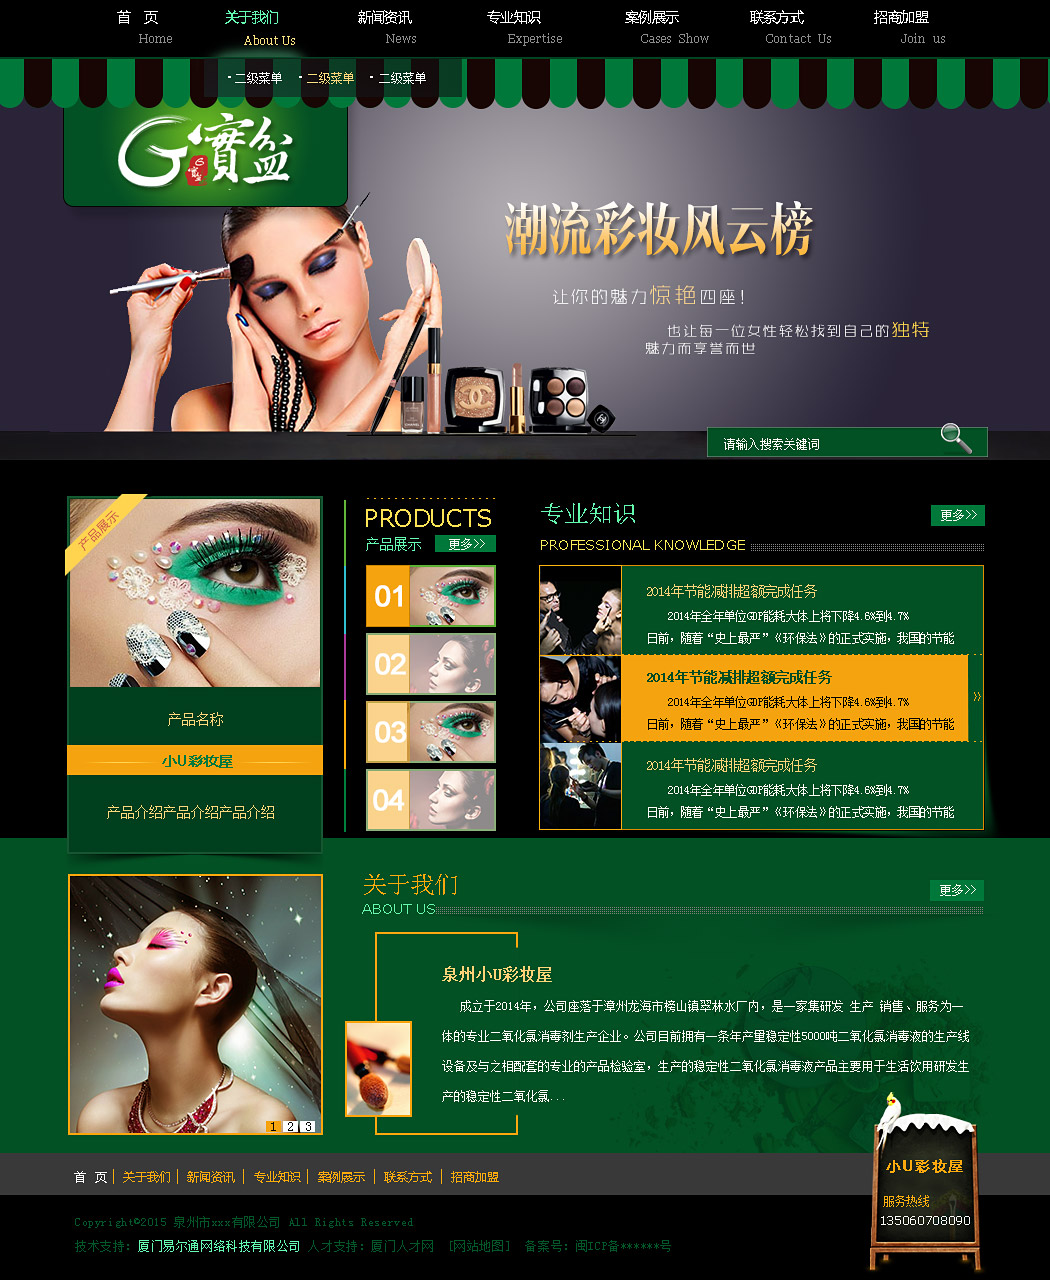 首 页 关于我们 新闻资讯 专业知识 案例展示 联系方式 招商加盟
Home About Us News Expertise Cases Show Contact Us Join us
·二级菜单 ·二级菜单 ·二级菜单
G寶盆
潮流彩妆风云榜
让你的魅力惊艳四座!
也让每一位女性轻松找到自己的独特
魅力而享誉而世
请输入搜索关键词
产品展示
产品名称
小U彩妆屋
产品介绍产品介绍产品介绍
PRODUCTS
产品展示 更多>>
01
02
03
04
专业知识 更多>>
PROFESSIONAL KNOWLEDGE
2014年节能减排超额完成任务
2014年全年单位GDP能耗大体上将下降4.6%到4.7%
日前，随着“史上最严”《环保法》的正式实施，我国的节能
2014年节能减排超额完成任务
2014年全年单位GDP能耗大体上将下降4.6%到4.7%
日前，随着“史上最严”《环保法》的正式实施，我国的节能
>>
2014年节能减排超额完成任务
2014年全年单位GDP能耗大体上将下降4.6%到4.7%
日前，随着“史上最严”《环保法》的正式实施，我国的节能
1 2 3
关于我们 更多>>
ABOUT US
泉州小U彩妆屋
成立于2014年，公司座落于漳州龙海市榜山镇翠林水厂内，是一家集研发 生产 销售、服务为一
体的专业二氧化氯消毒剂生产企业。公司目前拥有一条年产量稳定性5000吨二氧化氯消毒液的生产线
设备及与之相配套的专业的产品检验室，生产的稳定性二氧化氯消毒液产品主要用于生活饮用研发生
产的稳定性二氧化氯...
小U彩妆屋
服务热线
135060708090
首 页 | 关于我们 | 新闻资讯 | 专业知识 | 案例展示 | 联系方式 | 招商加盟
Copyright©2015 泉州市xxx有限公司 All Rights Reserved
技术支持：厦门易尔通网络科技有限公司 人才支持：厦门人才网 [网站地图] 备案号：闽ICP备******号